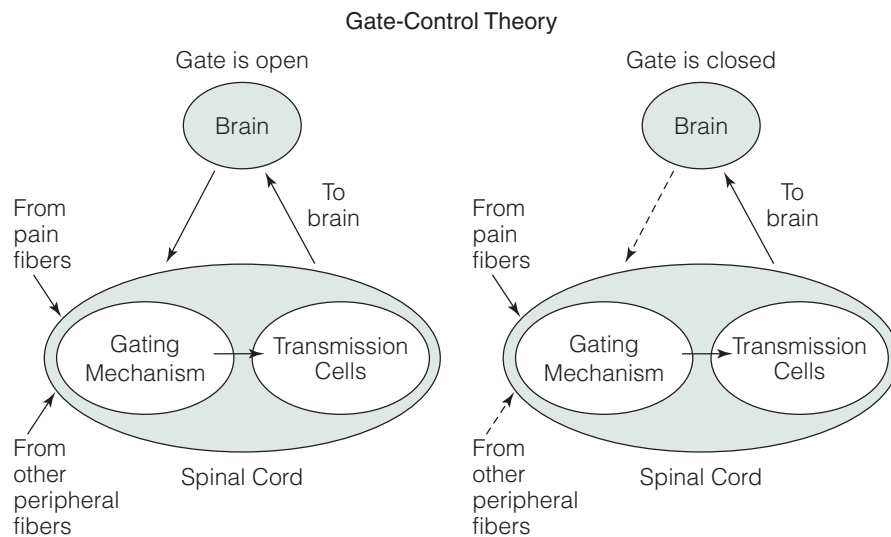 Gate-Control Theory
Gate is open
Brain
To
brain
From
pain
fibers
Gating
Mechanism
Transmission
Cells
From
other
peripheral
fibers
Spinal Cord
Gate is closed
Brain
To
brain
From
pain
fibers
Gating
Mechanism
Transmission
Cells
From
other
peripheral
fibers
Spinal Cord